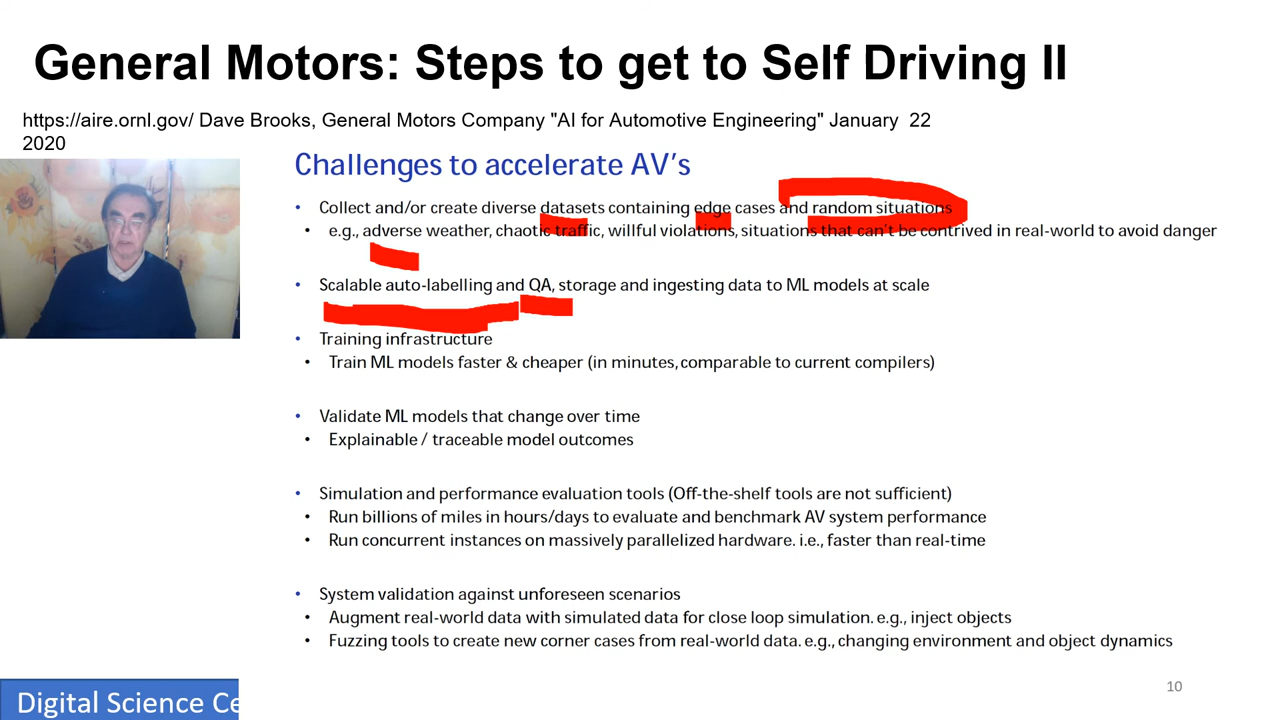 General Motors: Steps to get to Self Driving II
https://aire.ornl.gov/ Dave Brooks, General Motors Company "AI for Automotive Engineering" January 22
2020
Challenges to accelerate AV's
• Collect and/or create diverse datasets containing edge cases and random situations
• e.g., adverse weather, chaotic traffic, willful violations, situations that can't be contrived in real-world to avoid danger
• Scalable auto-labelling and QA, storage and ingesting data to ML models at scale
• Training infrastructure
• Train ML models faster & cheaper (in minutes, comparable to current compilers)
• Validate ML models that change over time
• Explainable / traceable model outcomes
• Simulation and performance evaluation tools (Off-the-shelf tools are not sufficient)
• Run billions of miles in hours/days to evaluate and benchmark AV system performance
• Run concurrent instances on massively parallelized hardware. i.e., faster than real-time
• System validation against unforeseen scenarios
• Augment real-world data with simulated data for close loop simulation. e.g., inject objects
• Fuzzing tools to create new corner cases from real-world data. e.g., changing environment and object dynamics
Digital Science Ce
10